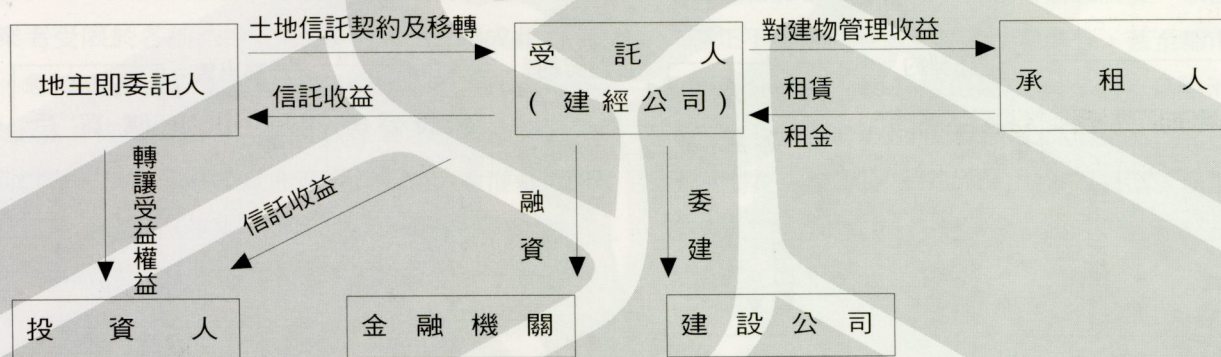 土地信託契約及移轉
地主即委託人
信託收益
受託人
(建經公司)
對建物管理收益
租賃
租金
承租人
轉讓受益權益
信託收益
融資
委建
投資人
金融機關
建設公司